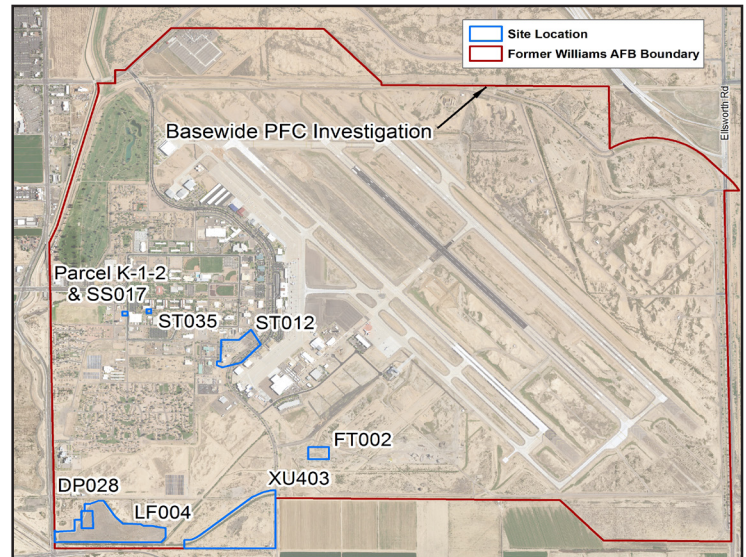 Site Location
Former Williams AFB Boundary
Ellsworth Rd
Basewide PFC Investigation
Parcel K-1-2
& SS017
ST035
ST012
FT002
XU403
DP028
LF004